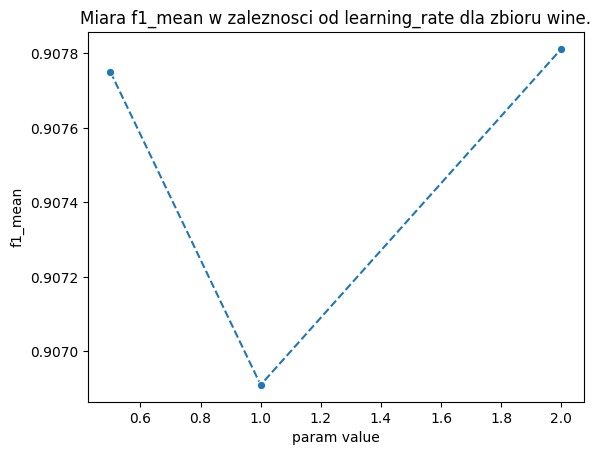 Miara f1_mean w zaleznosci od learning_rate dla zbioru wine.
0.9078
0.9076
0.9074
0.9072
0.9070
f1_mean
0.6 0.8 1.0 1.2 1.4 1.6 1.8 2.0
param value